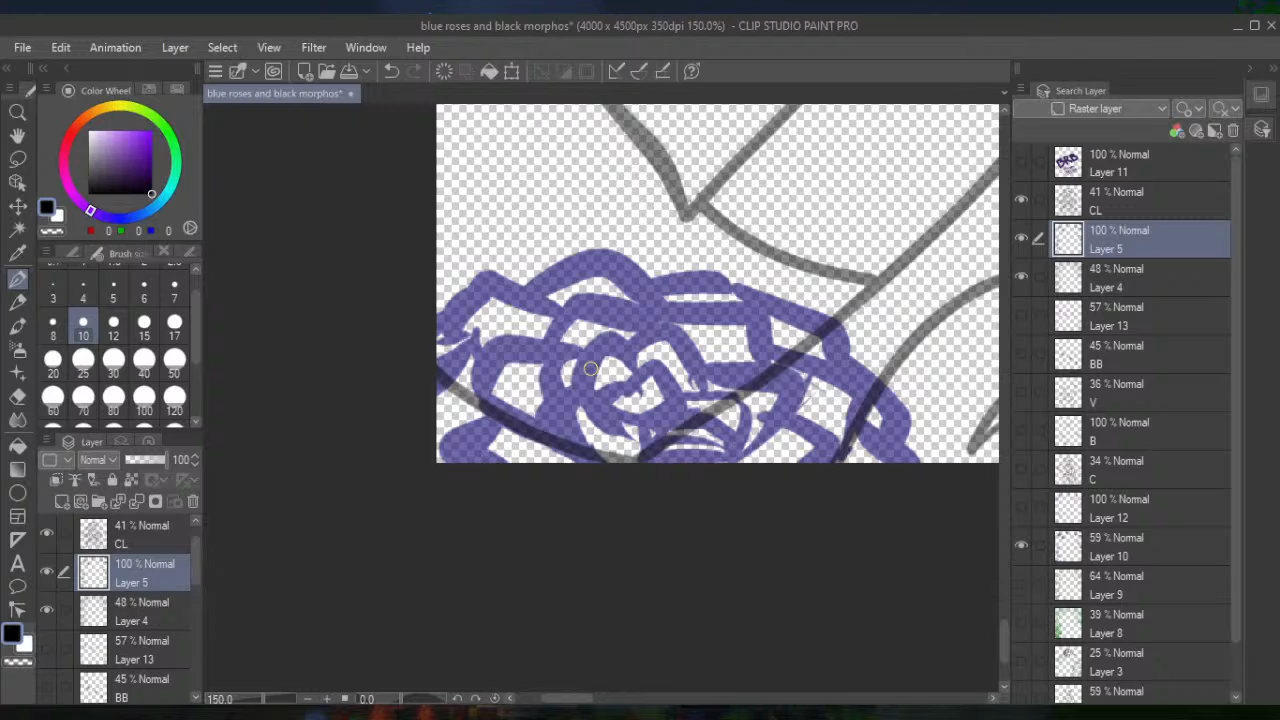 blue roses and black morphos* (4000 x 4500px 350dpi 150.0%) - CLIP STUDIO PAINT PRO
File Edit Animation Layer Select View Filter Window Help
Color Wheel
blue roses and black morphos*
Search Layer
Raster layer
100 % Normal
Layer 11
41 % Normal
CL
100 % Normal
Layer 5
48 % Normal
Layer 4
57 % Normal
Layer 13
45 % Normal
BB
36 % Normal
V
100 % Normal
B
34 % Normal
C
100 % Normal
Layer 12
59 % Normal
Layer 10
64 % Normal
Layer 9
39 % Normal
Layer 8
25 % Normal
Layer 3
59 % Normal
0 0 0
Brush
3 4 5 6 7
8 10 12 15 17
20 25 30 40 50
60 70 80 100 120
Layer
Normal 100
41 % Normal
CL
100 % Normal
Layer 5
48 % Normal
Layer 4
57 % Normal
Layer 13
45 % Normal
BB
150.0 0.0
BRB